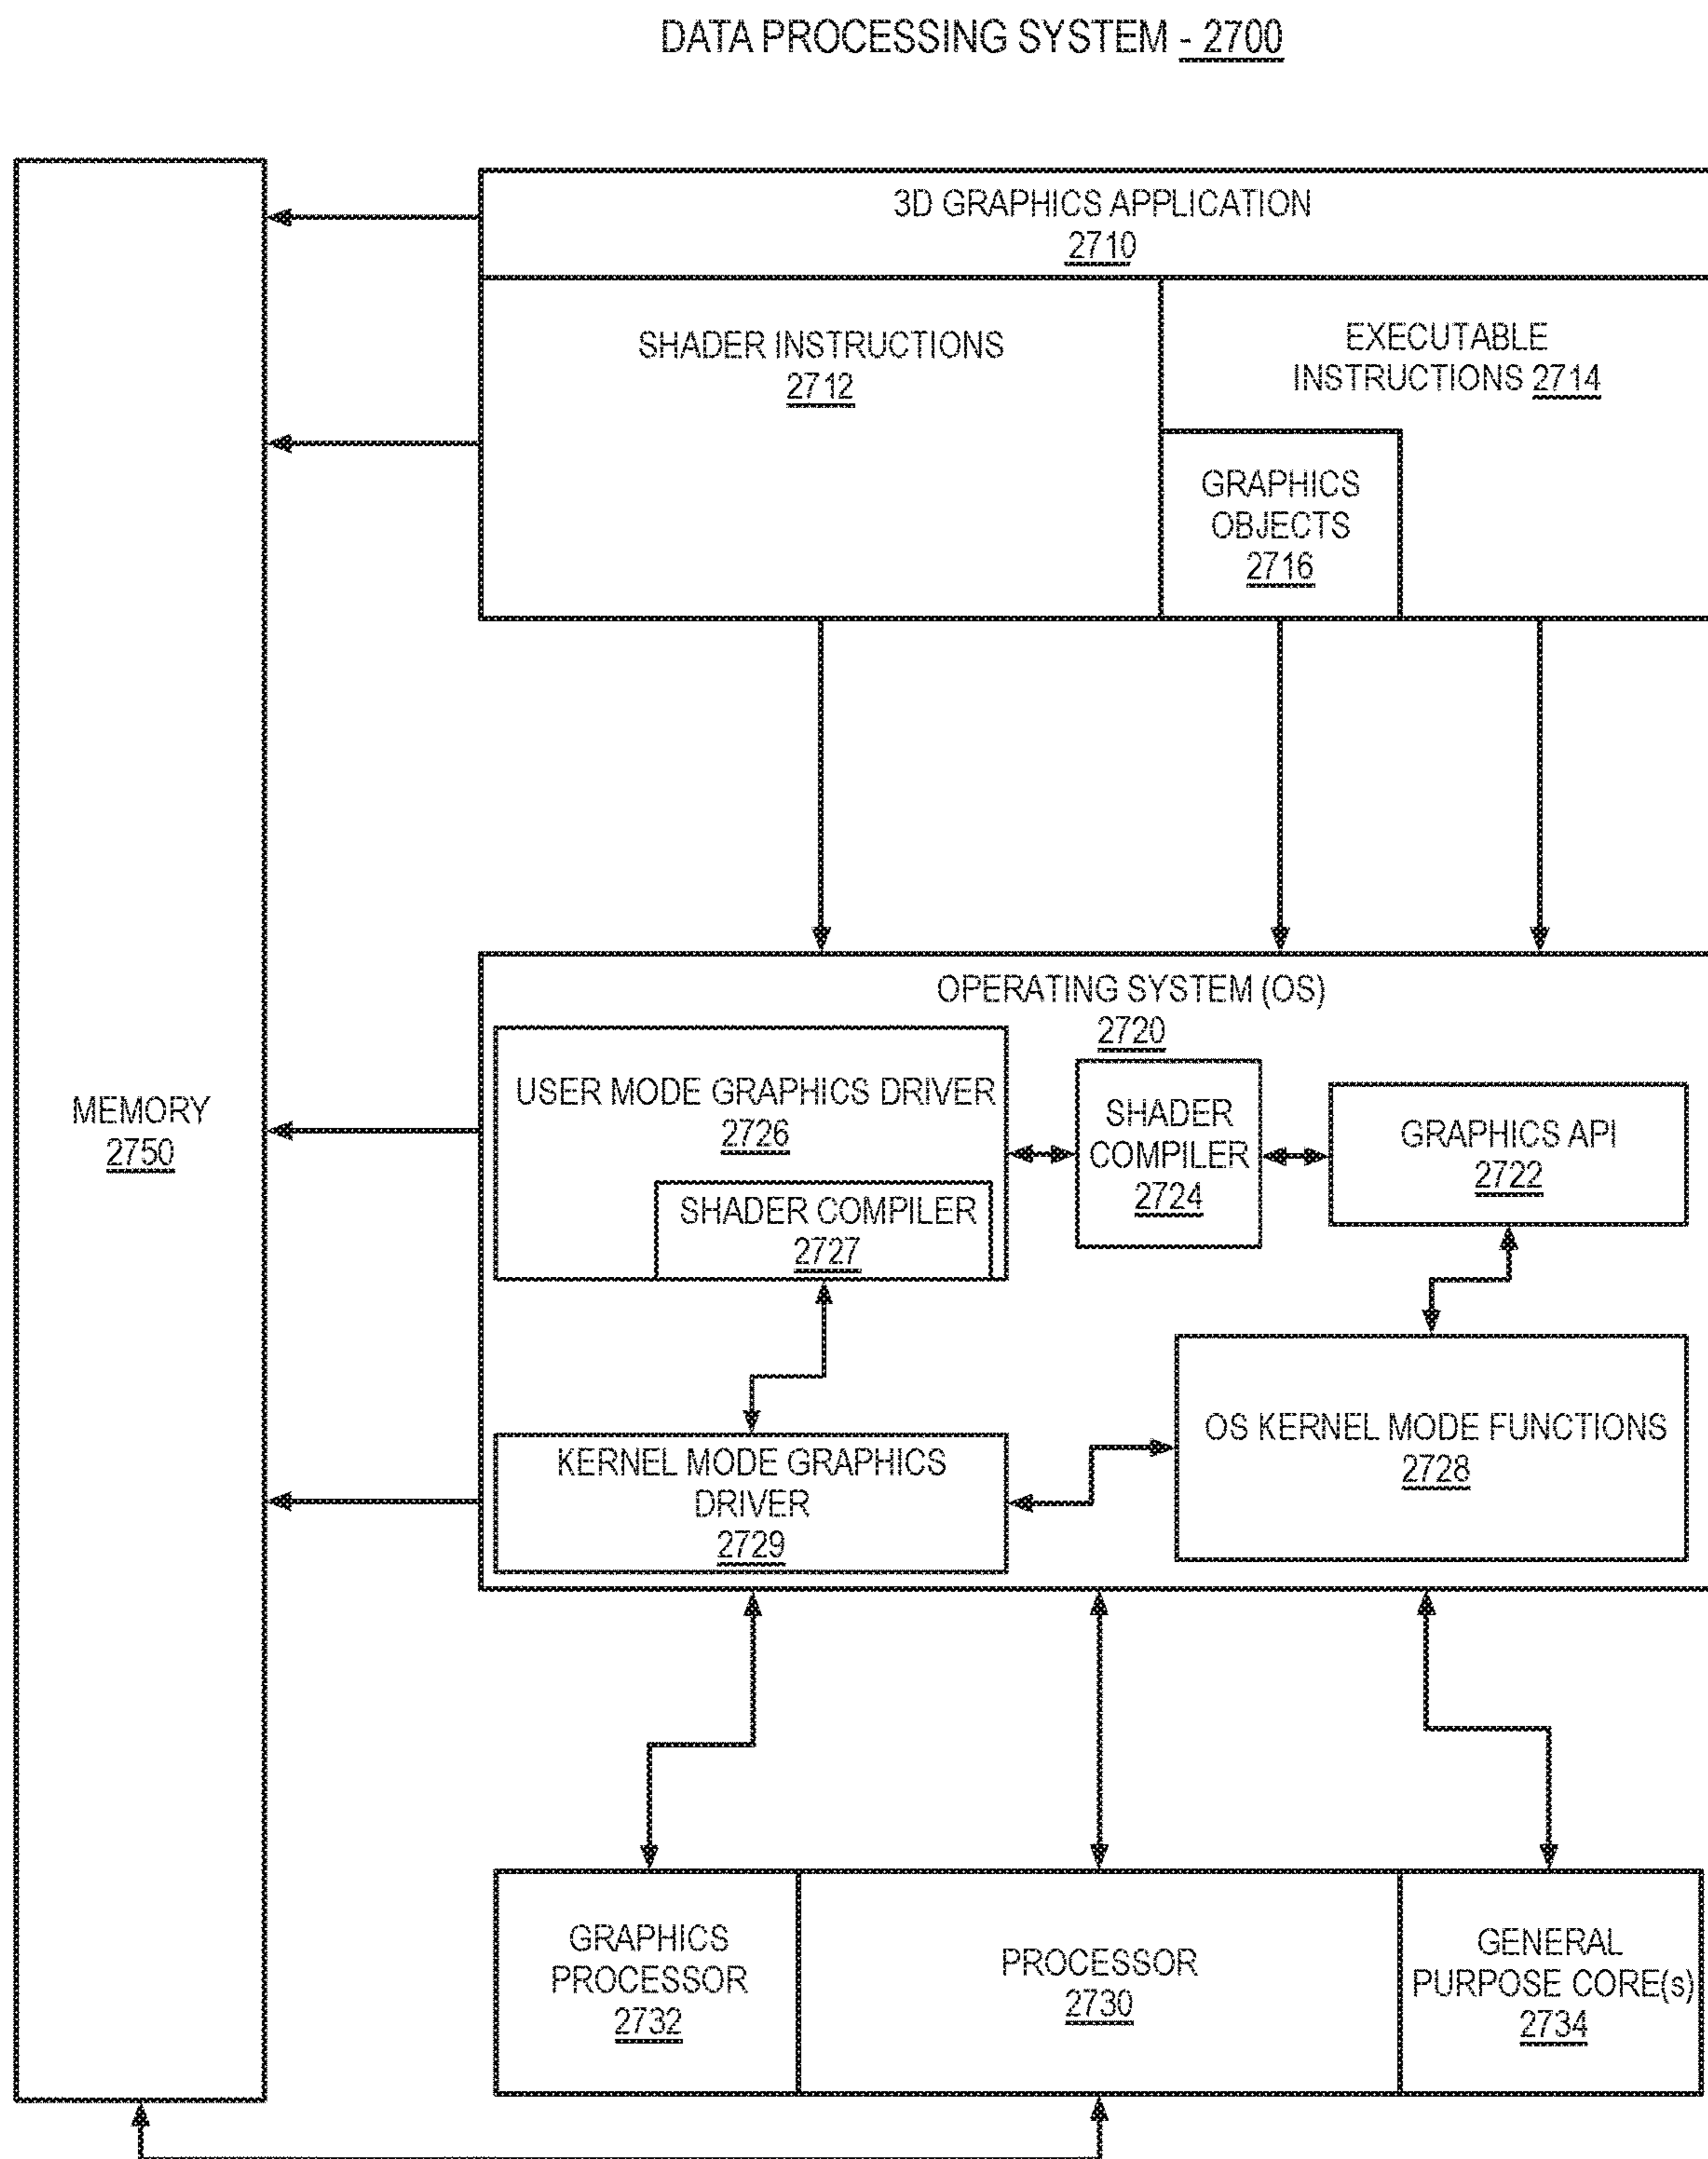 DATA PROCESSING SYSTEM - 2700
3D GRAPHICS APPLICATION
2710
SHADER INSTRUCTIONS
2712
EXECUTABLE
INSTRUCTIONS 2714
GRAPHICS
OBJECTS
2716
OPERATING SYSTEM (OS)
2720
USER MODE GRAPHICS DRIVER
2726
SHADER COMPILER
2727
SHADER
COMPILER
2724
GRAPHICS API
2722
MEMORY
2750
KERNEL MODE GRAPHICS
DRIVER
2729
OS KERNEL MODE FUNCTIONS
2728
GRAPHICS
PROCESSOR
2732
PROCESSOR
2730
GENERAL
PURPOSE CORE(s)
2734